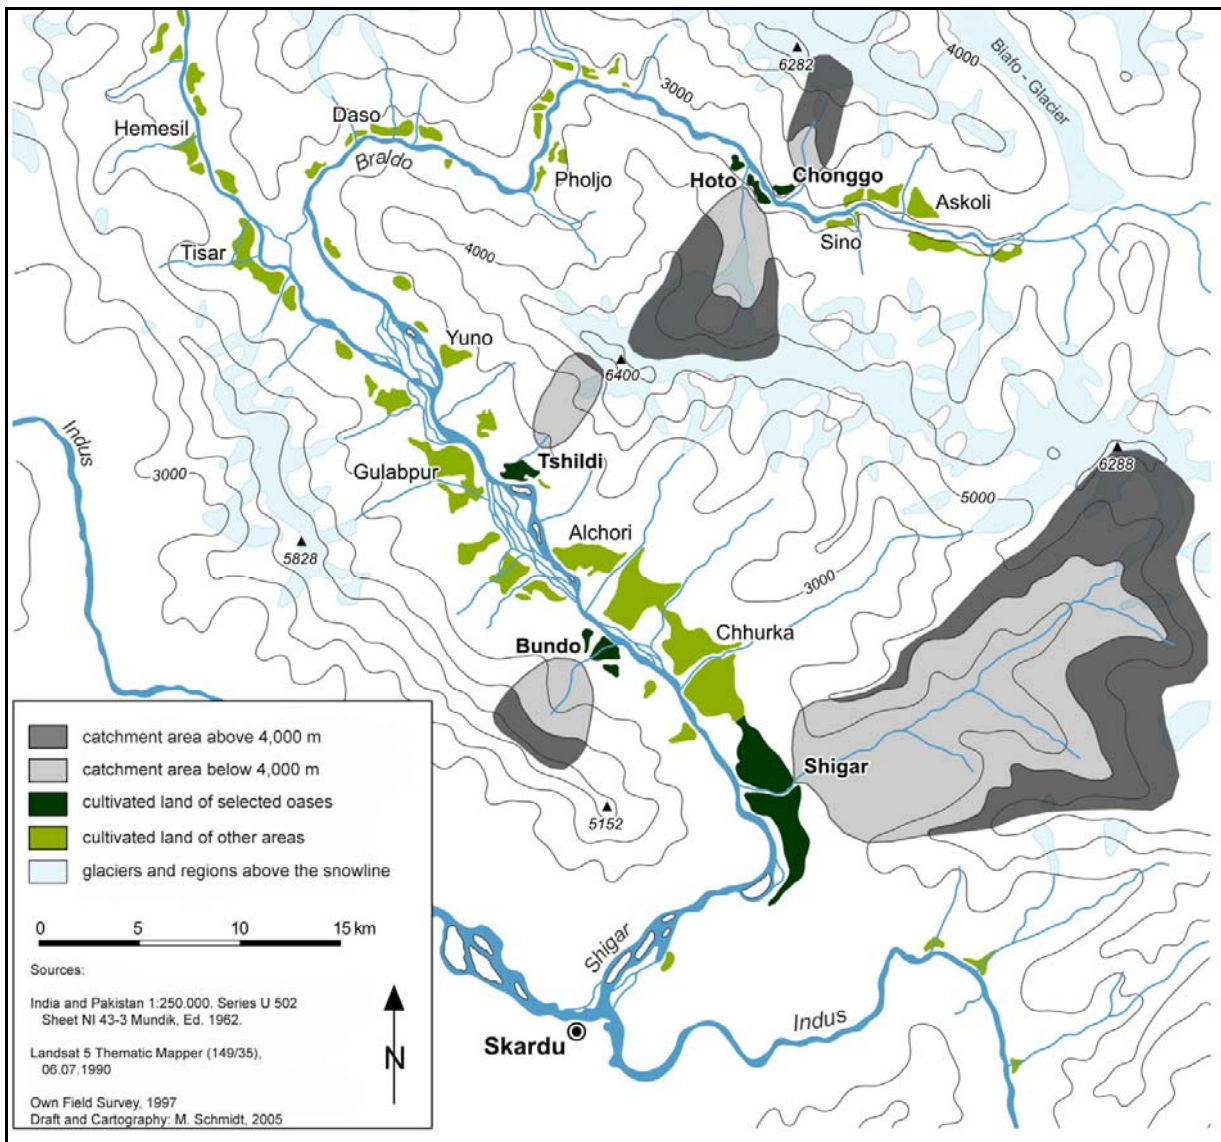 6282
4000
Biafo - Glacier
3000
Daso
Hemesil
Braldo
Pholjo
Hoto
Chonggo
Askoli
Sino
Tisar
4000
Yuno
6400
Indus
3000
Gulabpur
Tshildi
6288
5000
5828
Alchori
3000
Bundo
Chhurka
Shigar
5152
catchment area above 4,000 m
catchment area below 4,000 m
cultivated land of selected oases
cultivated land of other areas
glaciers and regions above the snowline
0 5 10 15 km
Sources:
India and Pakistan 1:250.000. Series U 502
Sheet NI 43-3 Mundik, Ed. 1962.
Landsat 5 Thematic Mapper (149/35),
06.07.1990
Own Field Survey, 1997
Draft and Cartography: M. Schmidt, 2005
N
Shigar
Skardu
Indus